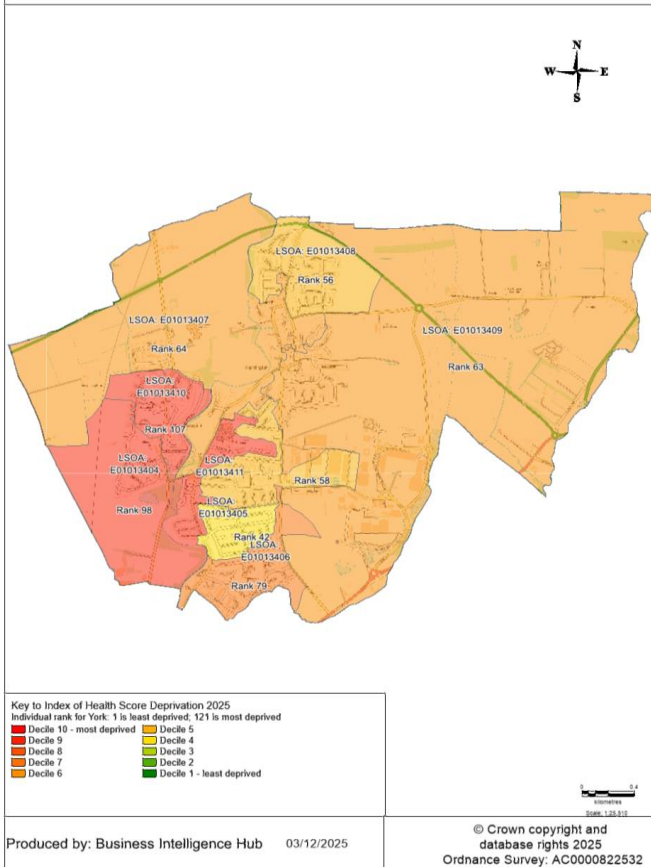 N
W E
S
LSOA: E01013408
Rank 56
LSOA: E01013407
LSOA: E01013409
Rank 64
Rank 63
LSOA:
E01013410
Rank 107
LSOA:
E01013404
LSOA:
E01013411
Rank 58
Rank 98
LSOA:
E01013405
Rank 42
LSOA:
E01013406
Rank 79
Key to Index of Health Score Deprivation 2025
Individual rank for York: 1 is least deprived; 121 is most deprived
Decile 10 - most deprived
Decile 9
Decile 8
Decile 7
Decile 6
Decile 5
Decile 4
Decile 3
Decile 2
Decile 1 - least deprived
0 0.4
kilometres
Scale: 1:25,910
Produced by: Business Intelligence Hub 03/12/2025
© Crown copyright and
database rights 2025
Ordnance Survey: AC0000822532